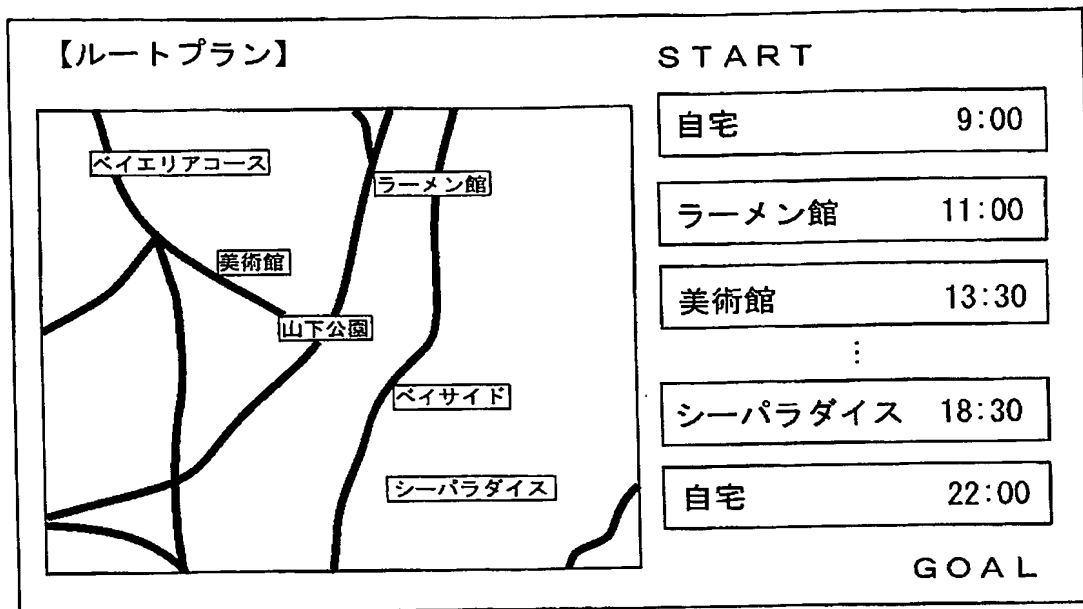 【ルートプラン】
ベイエリアコース
ラーメン館
美術館
山下公園
ベイサイド
シーパラダイス
START
自宅 9:00
ラーメン館 11:00
美術館 13:30
⋮
シーパラダイス 18:30
自宅 22:00
GOAL